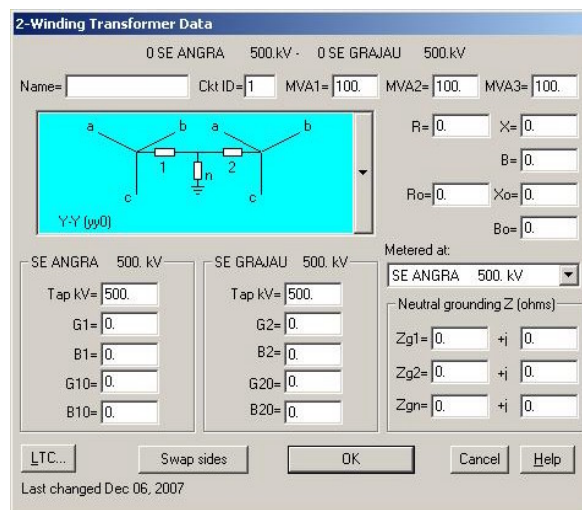 2-Winding Transformer Data
0 SE ANGRA 500.kV - 0 SE GRAJAU 500.kV
Name= Ckt ID= 1 MVA1= 100. MVA2= 100. MVA3= 100.
a b a b
1 2
n
c c
Y-Y (yy0)
R= 0. X= 0.
B= 0.
Ro= 0. Xo= 0.
Bo= 0.
Metered at:
SE ANGRA 500. kV
SE ANGRA 500. kV
Tap kV= 500.
G1= 0.
B1= 0.
G10= 0.
B10= 0.
SE GRAJAU 500. kV
Tap kV= 500.
G2= 0.
B2= 0.
G20= 0.
B20= 0.
Neutral grounding Z (ohms)
Zg1= 0. +j 0.
Zg2= 0. +j 0.
Zgn= 0. +j 0.
LTC... Swap sides OK Cancel Help
Last changed Dec 06, 2007